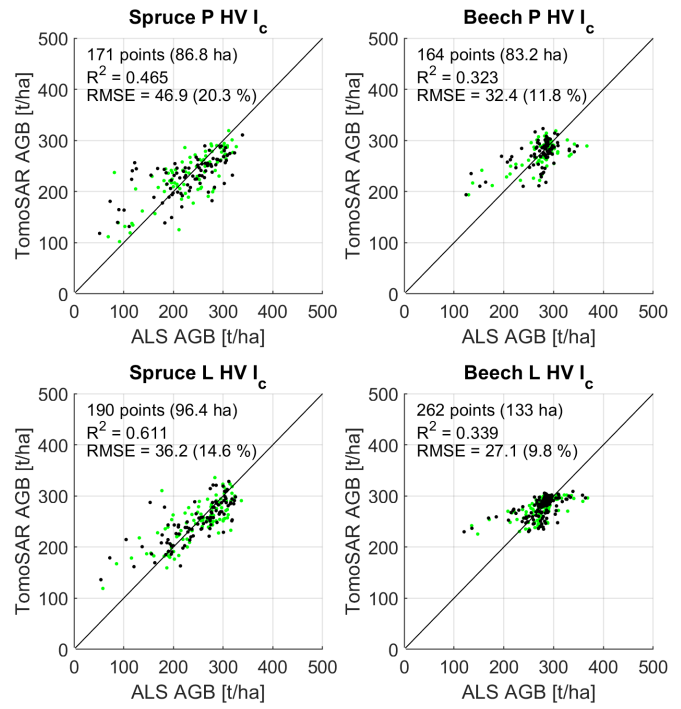 Spruce P HV I_c
500
400
300
200
100
0
TomoSAR AGB [t/ha]
171 points (86.8 ha)
R² = 0.465
RMSE = 46.9 (20.3 %)
0 100 200 300 400 500
ALS AGB [t/ha]
Beech P HV I_c
500
400
300
200
100
0
TomoSAR AGB [t/ha]
164 points (83.2 ha)
R² = 0.323
RMSE = 32.4 (11.8 %)
0 100 200 300 400 500
ALS AGB [t/ha]
Spruce L HV I_c
500
400
300
200
100
0
TomoSAR AGB [t/ha]
190 points (96.4 ha)
R² = 0.611
RMSE = 36.2 (14.6 %)
0 100 200 300 400 500
ALS AGB [t/ha]
Beech L HV I_c
500
400
300
200
100
0
TomoSAR AGB [t/ha]
262 points (133 ha)
R² = 0.339
RMSE = 27.1 (9.8 %)
0 100 200 300 400 500
ALS AGB [t/ha]